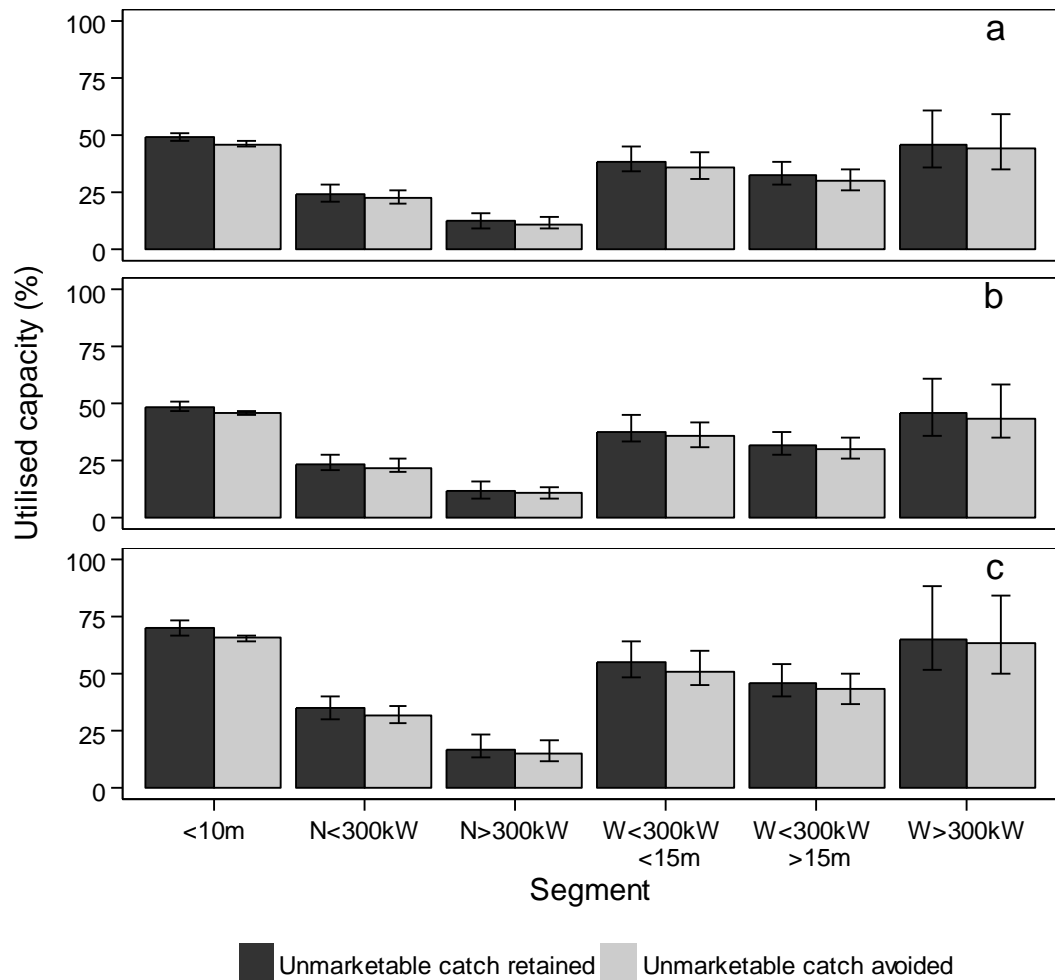 a
100
75
50
25
0
b
100
75
50
25
0
c
100
75
50
25
0
Utilised capacity (%)
<10m N<300kW N>300kW W<300kW W<300kW W>300kW
<15m >15m
Segment
Unmarketable catch retained Unmarketable catch avoided